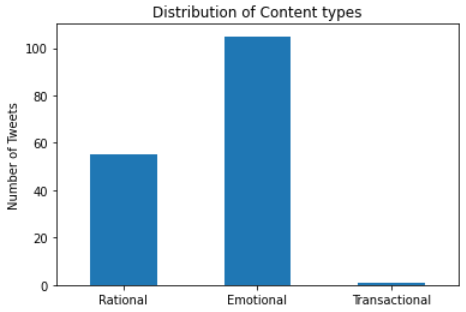 Distribution of Content types
Number of Tweets
100
80
60
40
20
0
Rational Emotional Transactional